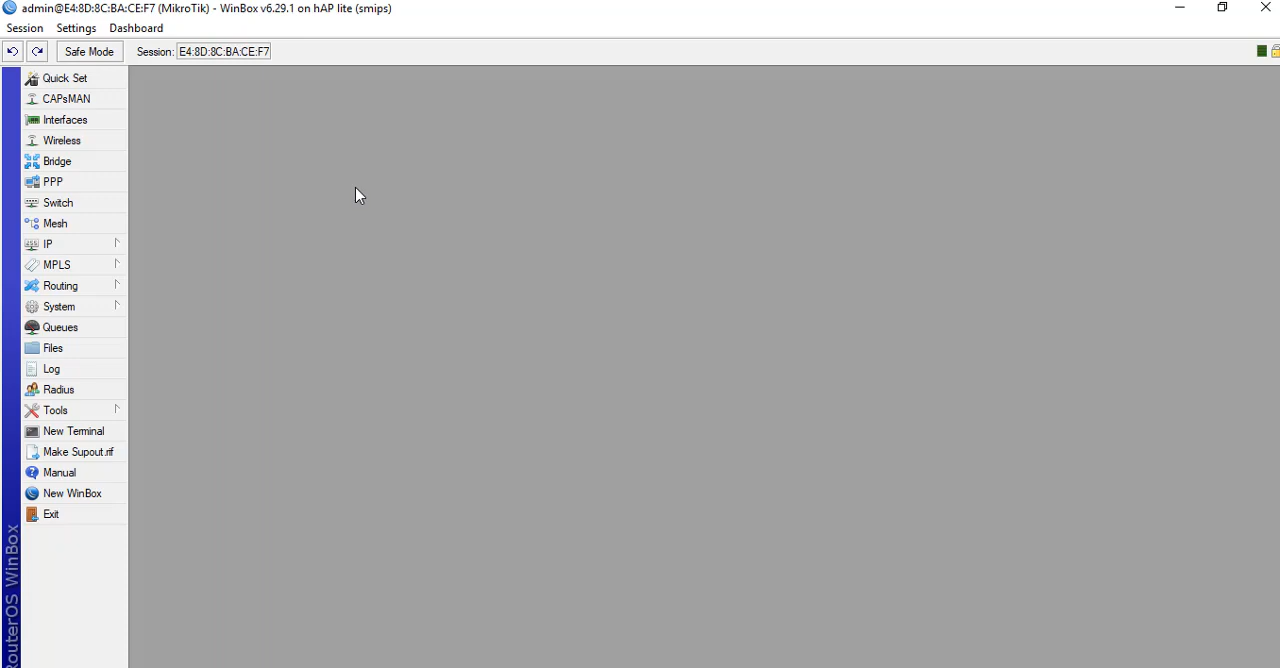 admin@E4:8D:8C:BA:CE:F7 (MikroTik) - WinBox v6.29.1 on hAP lite (smips)
Session Settings Dashboard
Safe Mode Session: E4:8D:8C:BA:CE:F7
Quick Set
CAPsMAN
Interfaces
Wireless
Bridge
PPP
Switch
Mesh
IP
MPLS
Routing
System
Queues
Files
Log
Radius
Tools
New Terminal
Make Supout.rif
Manual
New WinBox
Exit
RouterOS WinBox